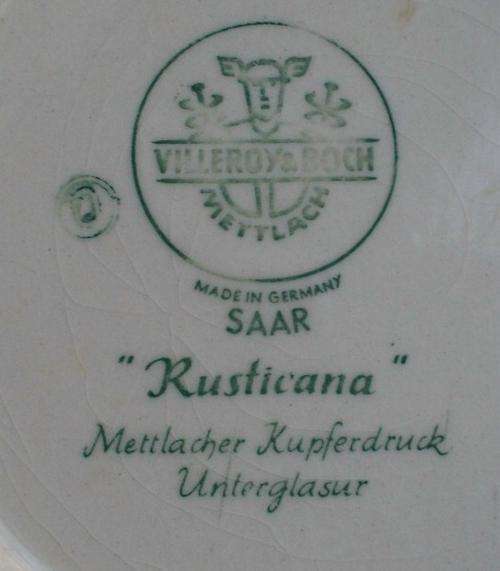 VILLEROY & BOCH
METTLACH
MADE IN GERMANY
SAAR
"Rusticana"
Mettlacher Kupferdruck
Unterglasur